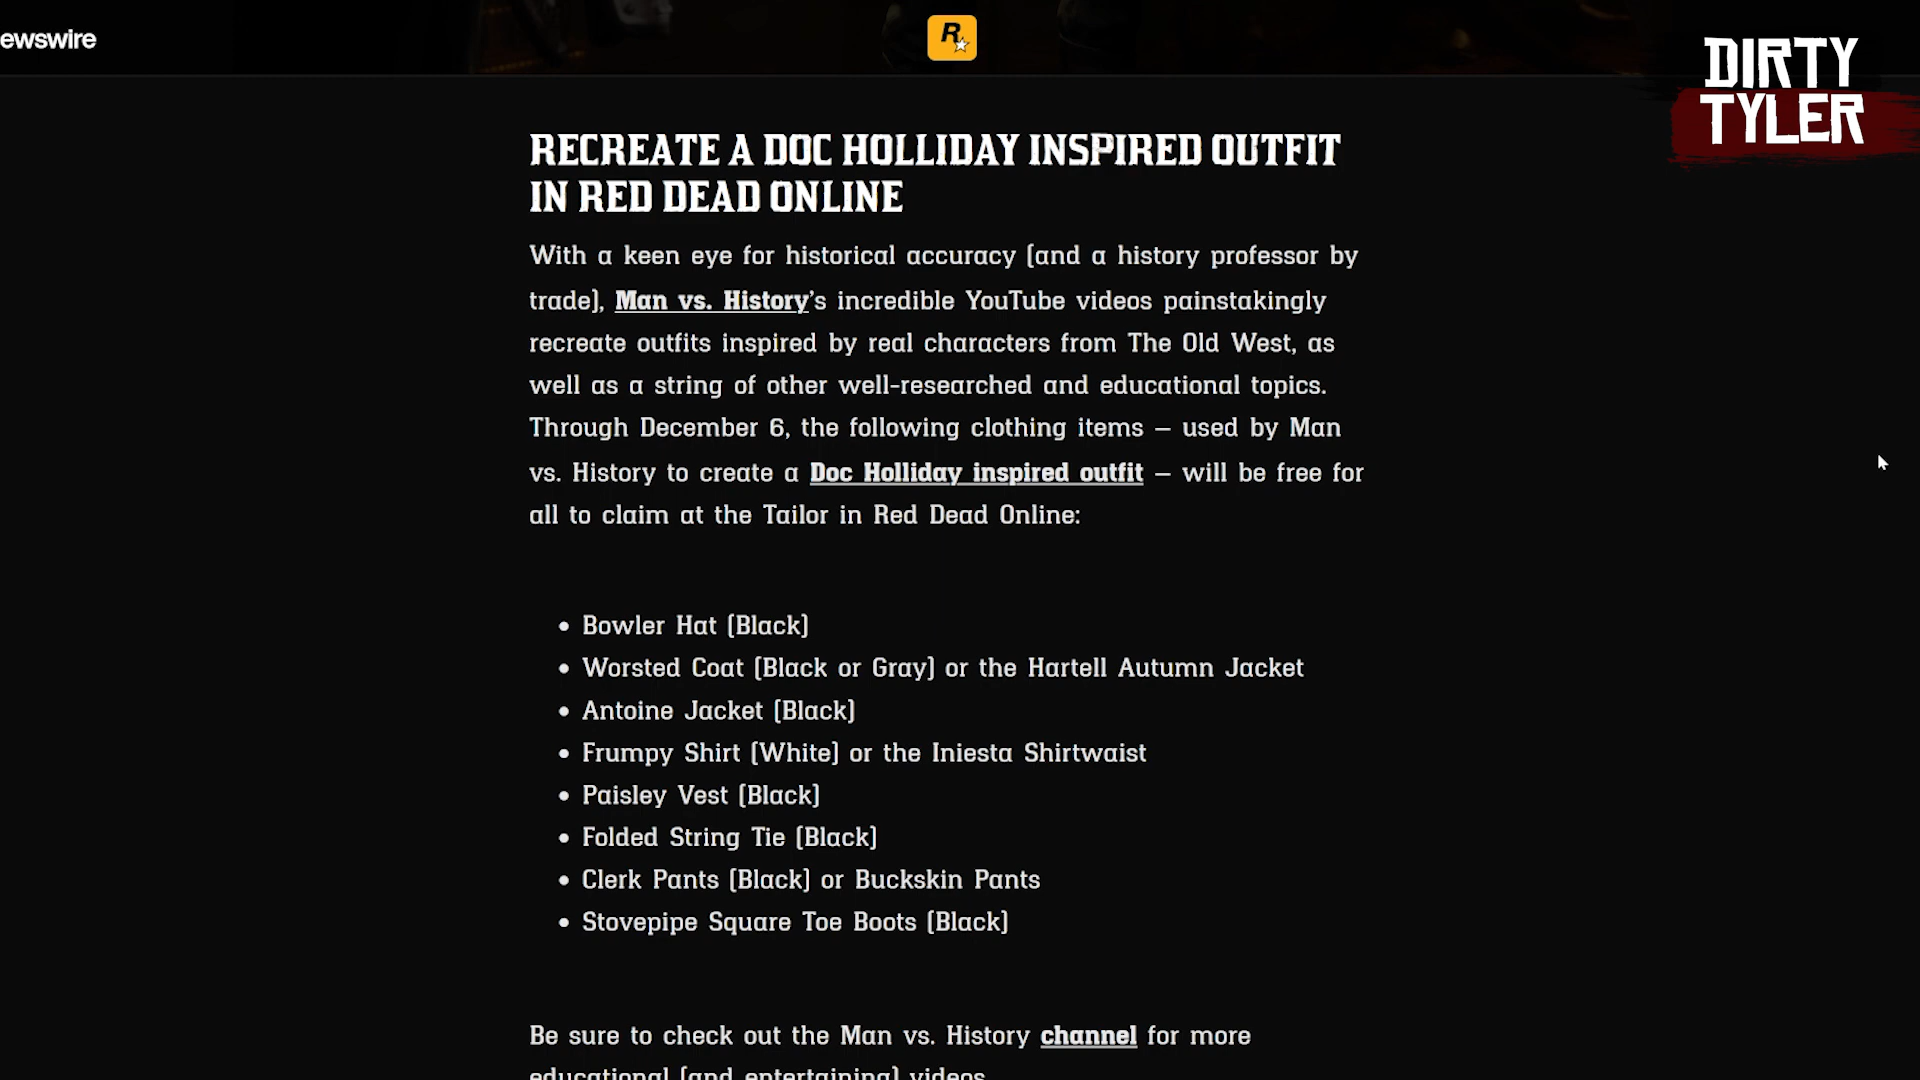 ewswire
R
DIRTY
TYLER
RECREATE A DOC HOLLIDAY INSPIRED OUTFIT
IN RED DEAD ONLINE
With a keen eye for historical accuracy (and a history professor by
trade), Man vs. History's incredible YouTube videos painstakingly
recreate outfits inspired by real characters from The Old West, as
well as a string of other well-researched and educational topics.
Through December 6, the following clothing items – used by Man
vs. History to create a Doc Holliday inspired outfit – will be free for
all to claim at the Tailor in Red Dead Online:
• Bowler Hat (Black)
• Worsted Coat (Black or Gray) or the Hartell Autumn Jacket
• Antoine Jacket (Black)
• Frumpy Shirt (White) or the Iniesta Shirtwaist
• Paisley Vest (Black)
• Folded String Tie (Black)
• Clerk Pants (Black) or Buckskin Pants
• Stovepipe Square Toe Boots (Black)
Be sure to check out the Man vs. History channel for more
educational (and entertaining) videos